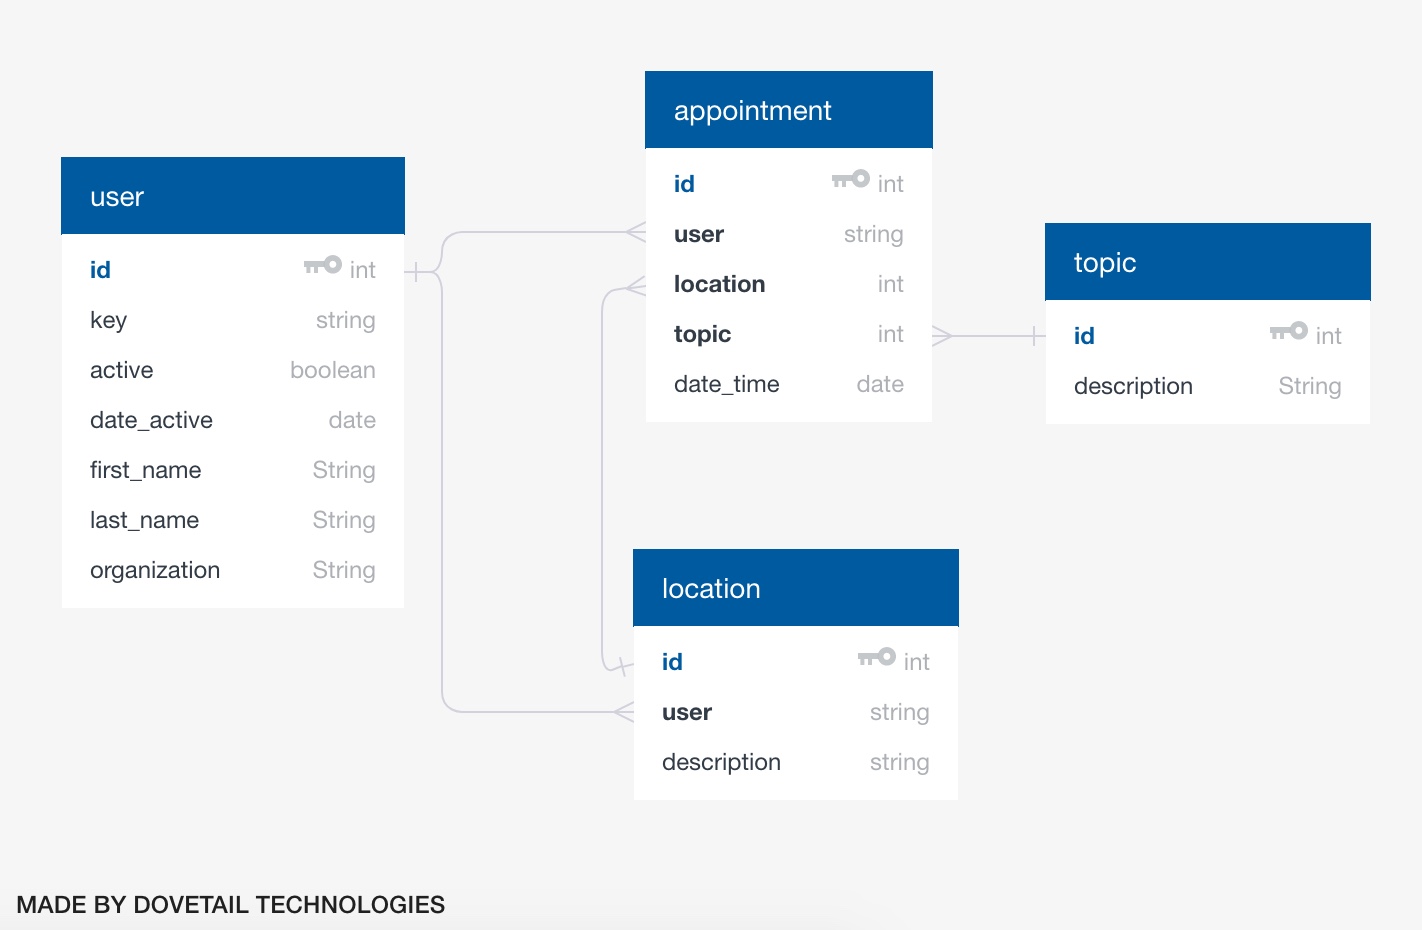 user
id int
key string
active boolean
date_active date
first_name String
last_name String
organization String
appointment
id int
user string
location int
topic int
date_time date
topic
id int
description String
location
id int
user string
description string
MADE BY DOVETAIL TECHNOLOGIES